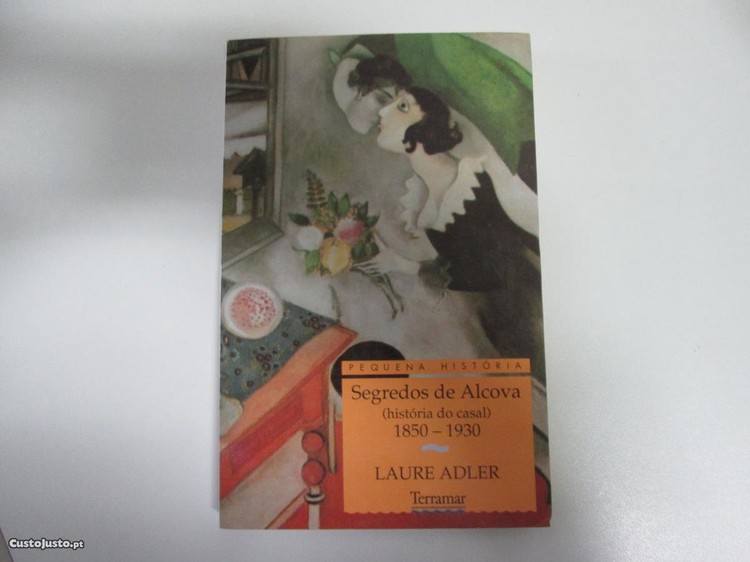 PEQUENA HISTÓRIA
Segredos de Alcova
(história do casal)
1850 – 1930
LAURE ADLER
Terramar
CustoJusto.pt